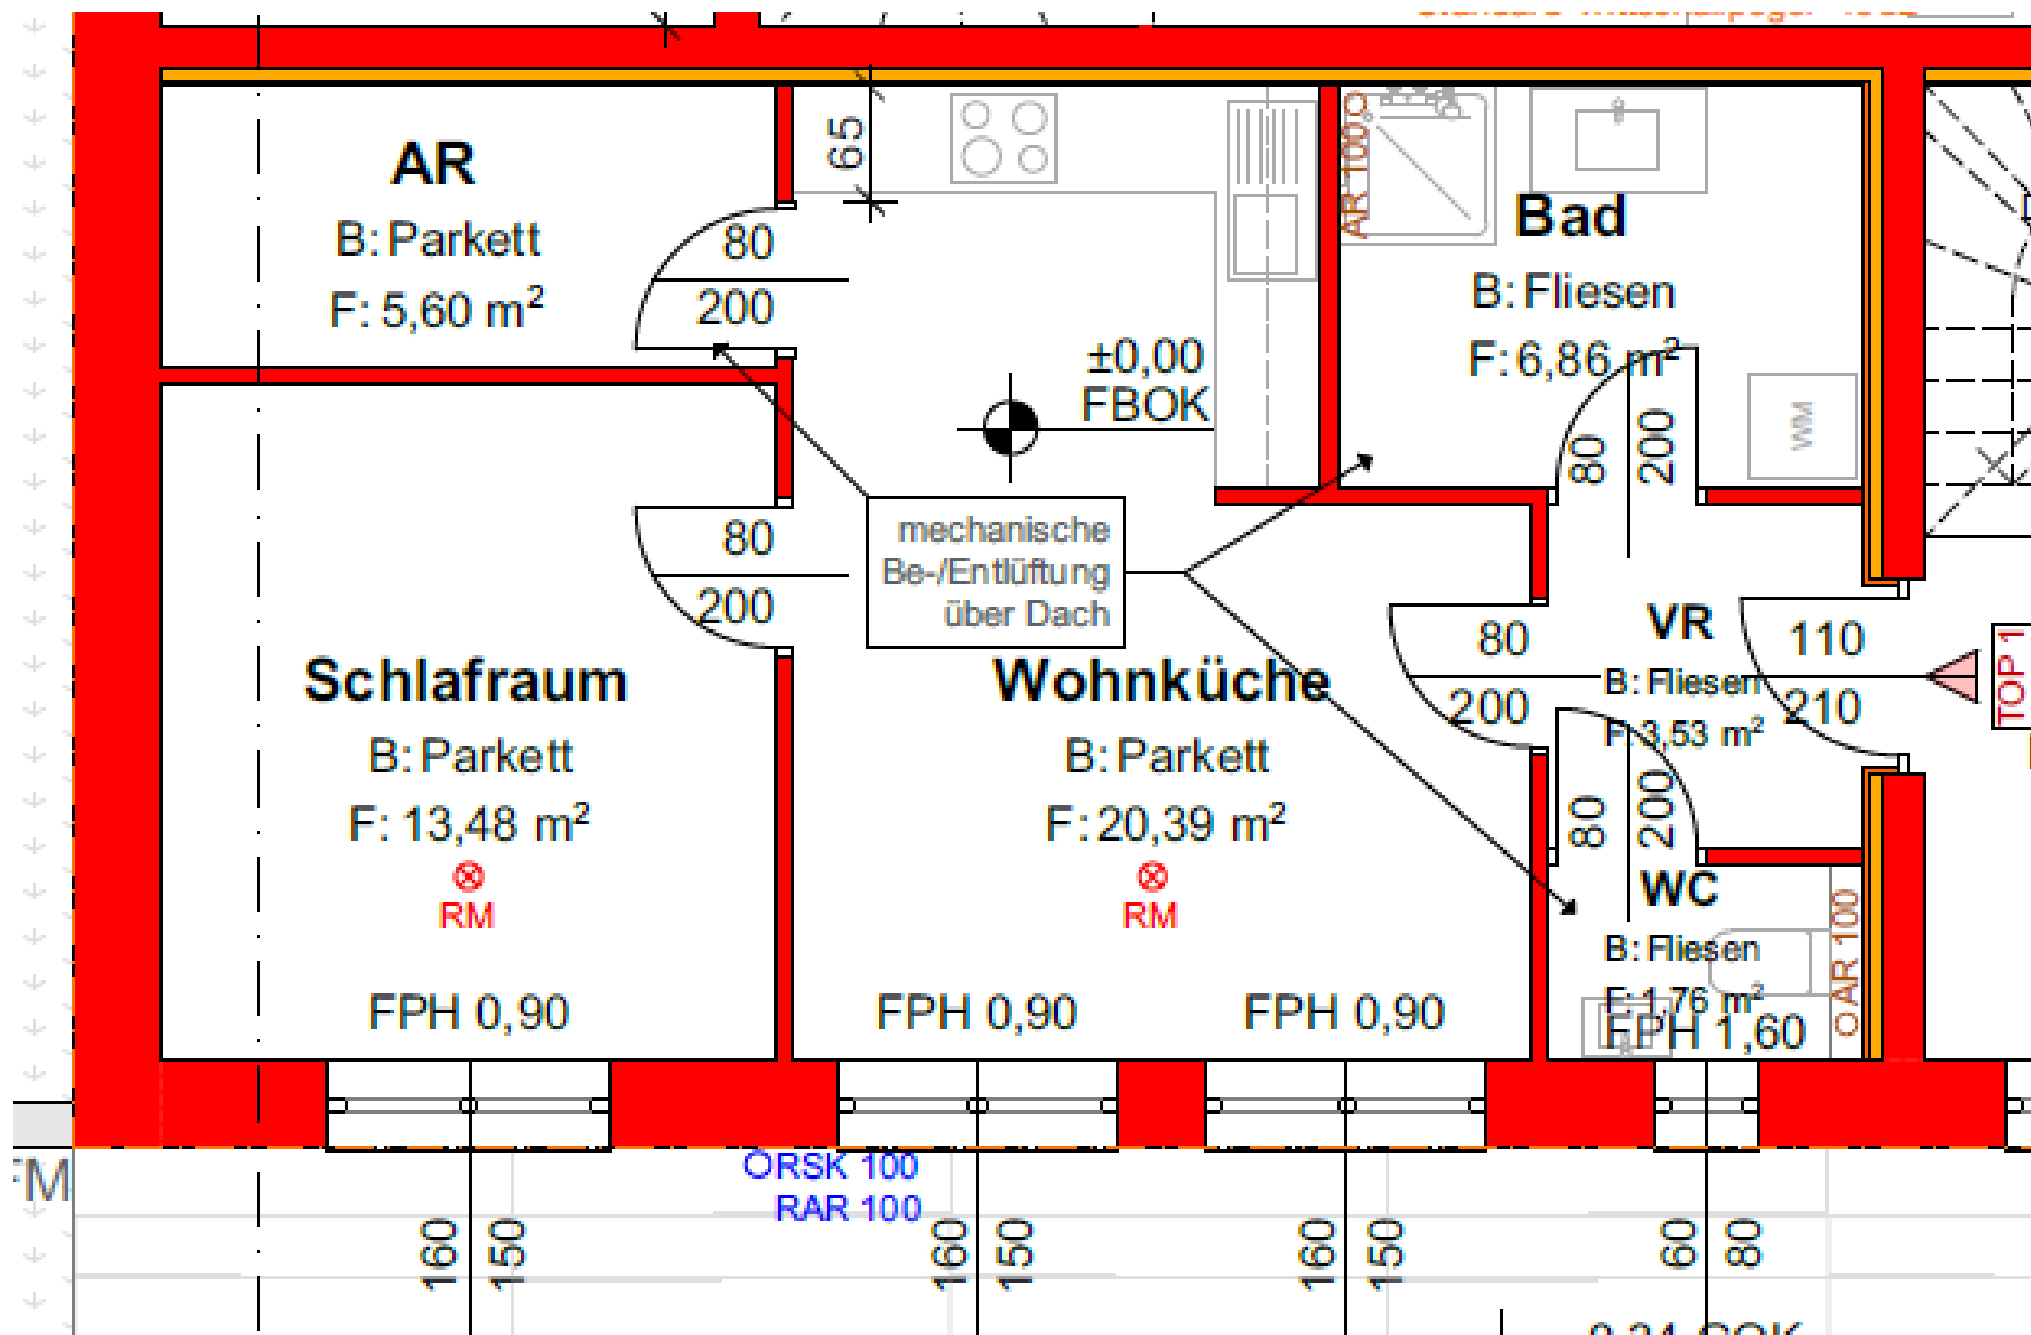 AR
B: Parkett
F: 5,60 m²
80
200
65
AR 100
Bad
B: Fliesen
F: 6,86 m²
80
200
WM
±0,00
FBOK
mechanische
Be-/Entlüftung
über Dach
80
200
Schlafraum
B: Parkett
F: 13,48 m²
RM
FPH 0,90
Wohnküche
B: Parkett
F: 20,39 m²
RM
FPH 0,90
FPH 0,90
80
200
VR
B: Fliesen
F: 3,53 m²
110
210
TOP 1
80
200
WC
B: Fliesen
F: 1,76 m²
FPH 1,60
AR 100
FM
RSK 100
RAR 100
160
150
160
150
160
150
60
80